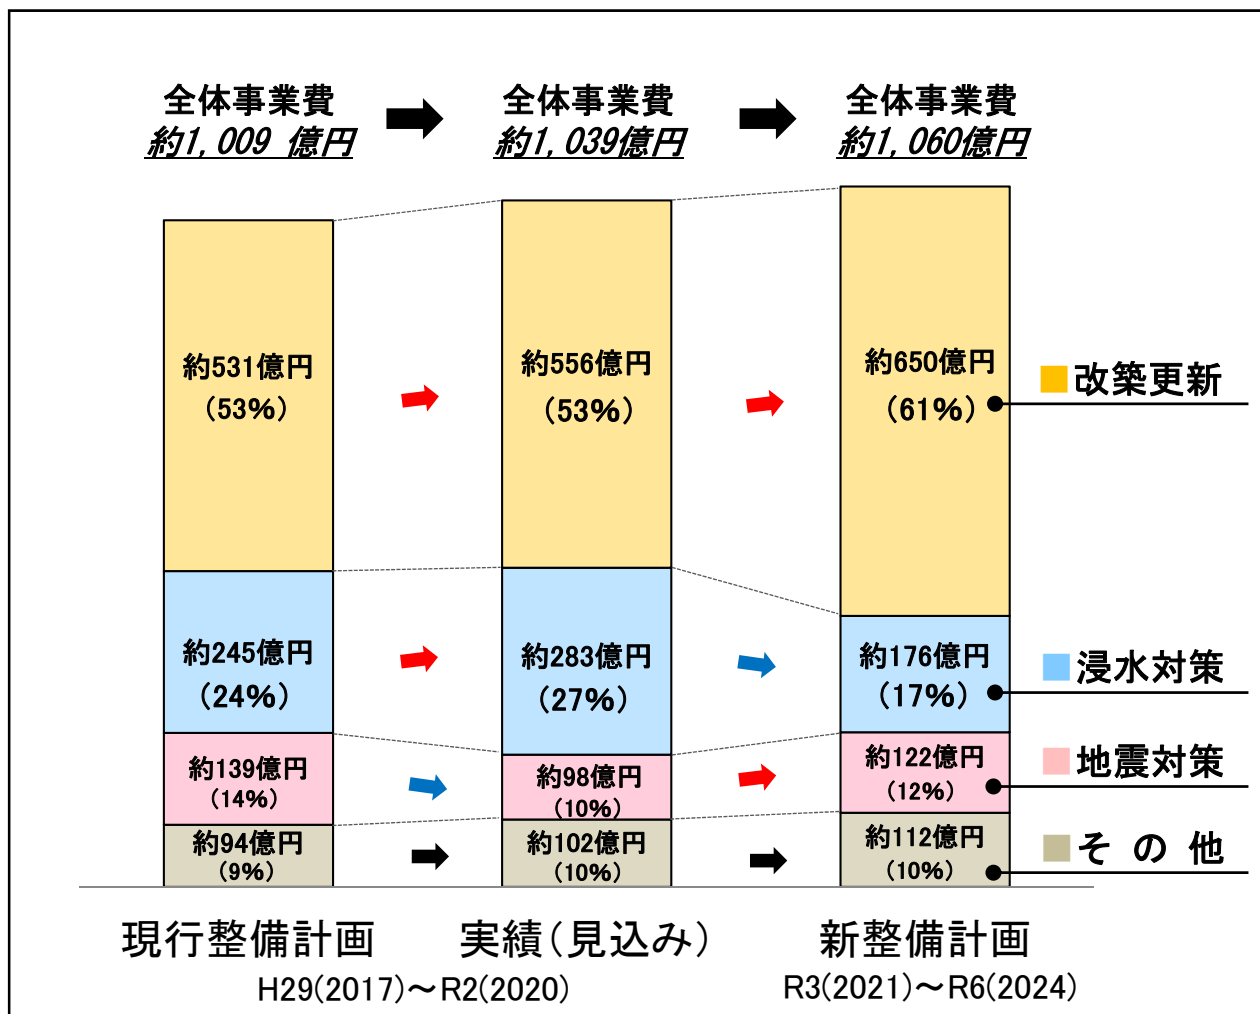 全体事業費
約1,009 億円
全体事業費
約1,039億円
全体事業費
約1,060億円
約531億円
(53%)
約556億円
(53%)
約650億円
(61%)
改築更新
約245億円
(24%)
約283億円
(27%)
約176億円
(17%)
浸水対策
約139億円
(14%)
約98億円
(10%)
約122億円
(12%)
地震対策
約94億円
(9%)
約102億円
(10%)
約112億円
(10%)
その他
現行整備計画
実績(見込み)
新整備計画
H29(2017)～R2(2020)
R3(2021)～R6(2024)